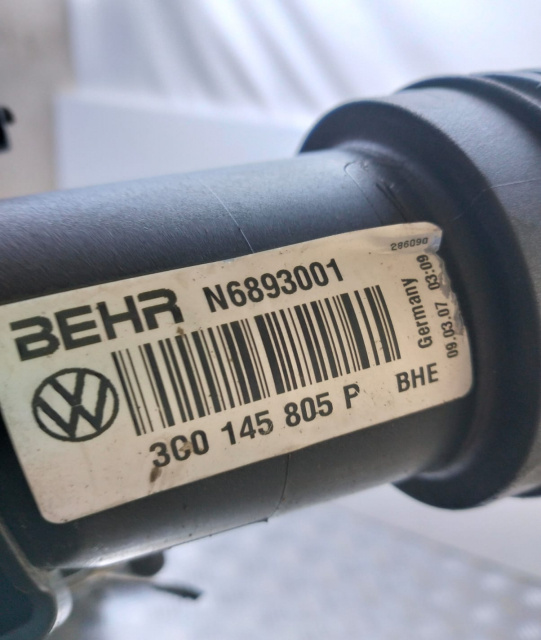 286090
BEHR N6893001
Germany
09.03.07 03:09
3C0 145 805 P BHE